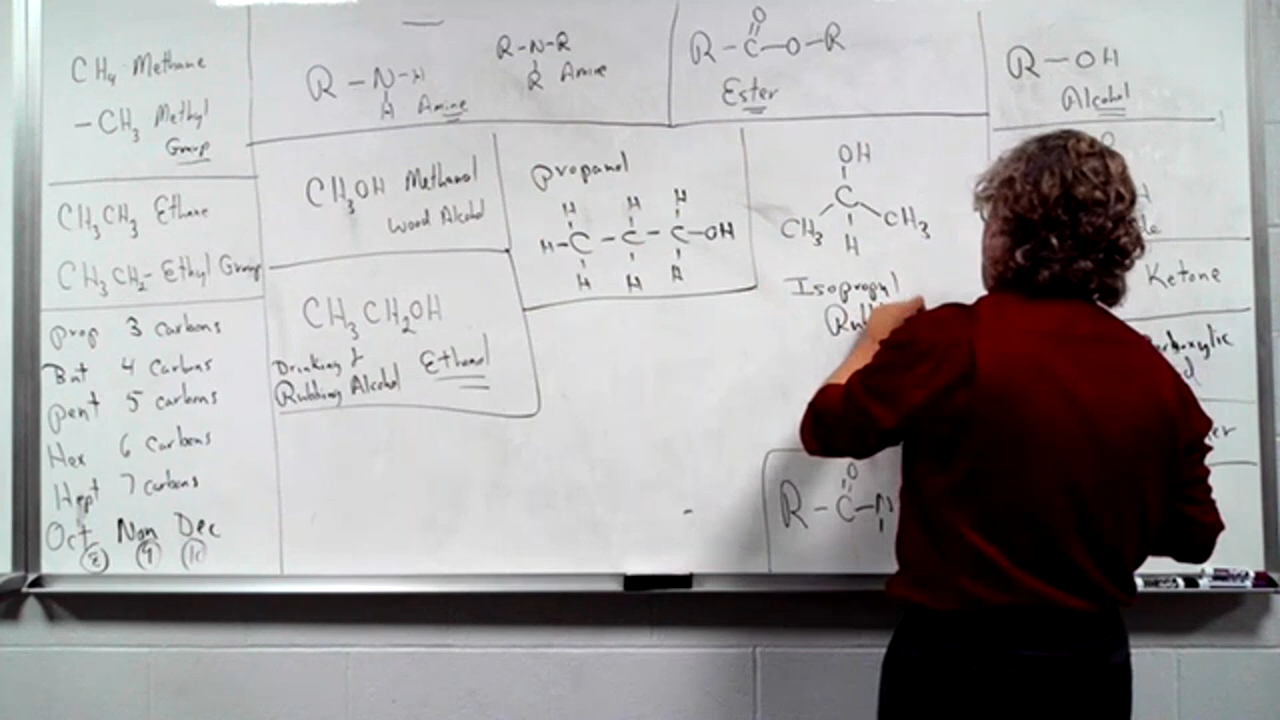 CH4 Methane
-CH3 Methyl
Group
CH3CH3 Ethane
CH3CH2- Ethyl Group
Prop 3 carbons
But 4 Carbons
Pent 5 carbons
Hex 6 Carbons
Hept 7 carbons
Oct Non Dec
8 9 10
R-N-H
H Amine
R-N-R
R Amine
O
R-C-O-R
Ester
R-OH
Alcohol
CH3OH Methanol
Wood Alcohol
CH3CH2OH
Drinking &
Rubbing Alcohol Ethanol
Propanol
H H H
H-C-C-C-OH
H H H
OH
C
CH3 CH3
H
Isopropyl
O
R-C-N
O
H
Ketone